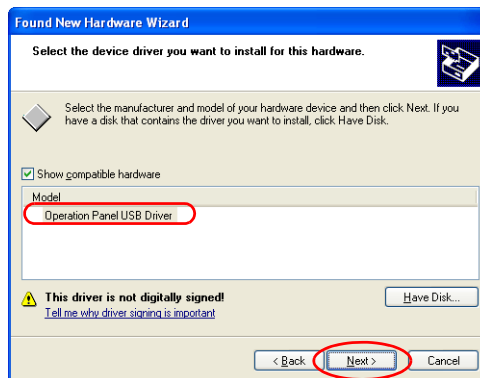 Found New Hardware Wizard
Select the device driver you want to install for this hardware.
Select the manufacturer and model of your hardware device and then click Next. If you
have a disk that contains the driver you want to install, click Have Disk.
Show compatible hardware
Model
Operation Panel USB Driver
This driver is not digitally signed!
Tell me why driver signing is important
Have Disk...
< Back
Next >
Cancel